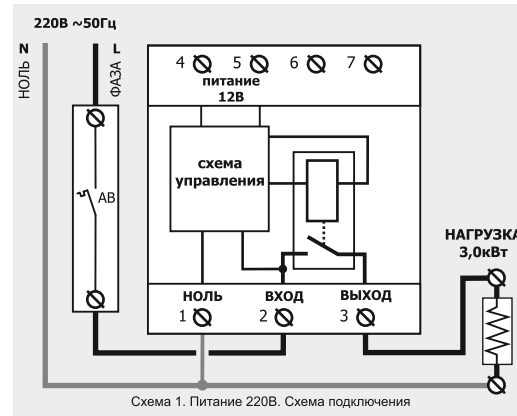 220В ~50Гц
N
L
НОЛЬ
ФАЗА
4
5
6
7
питание
12В
АВ
схема
управления
НАГРУЗКА
3,0кВт
НОЛЬ
ВХОД
ВЫХОД
1
2
3
Схема 1. Питание 220В. Схема подключения